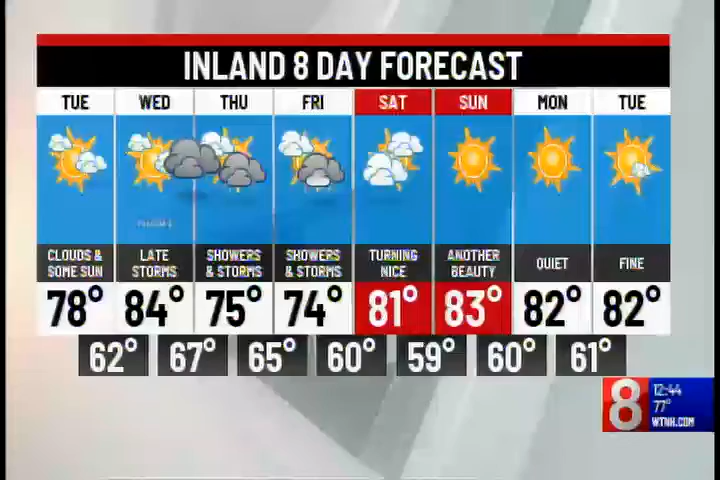 INLAND 8 DAY FORECAST
TUE WED THU FRI SAT SUN MON TUE
CLOUDS & SOME SUN
LATE STORMS
SHOWERS & STORMS
SHOWERS & STORMS
TURNING NICE
ANOTHER BEAUTY
QUIET
FINE
78° 84° 75° 74° 81° 83° 82° 82°
62° 67° 65° 60° 59° 60° 61°
8
12:44
77°
WTNH.COM